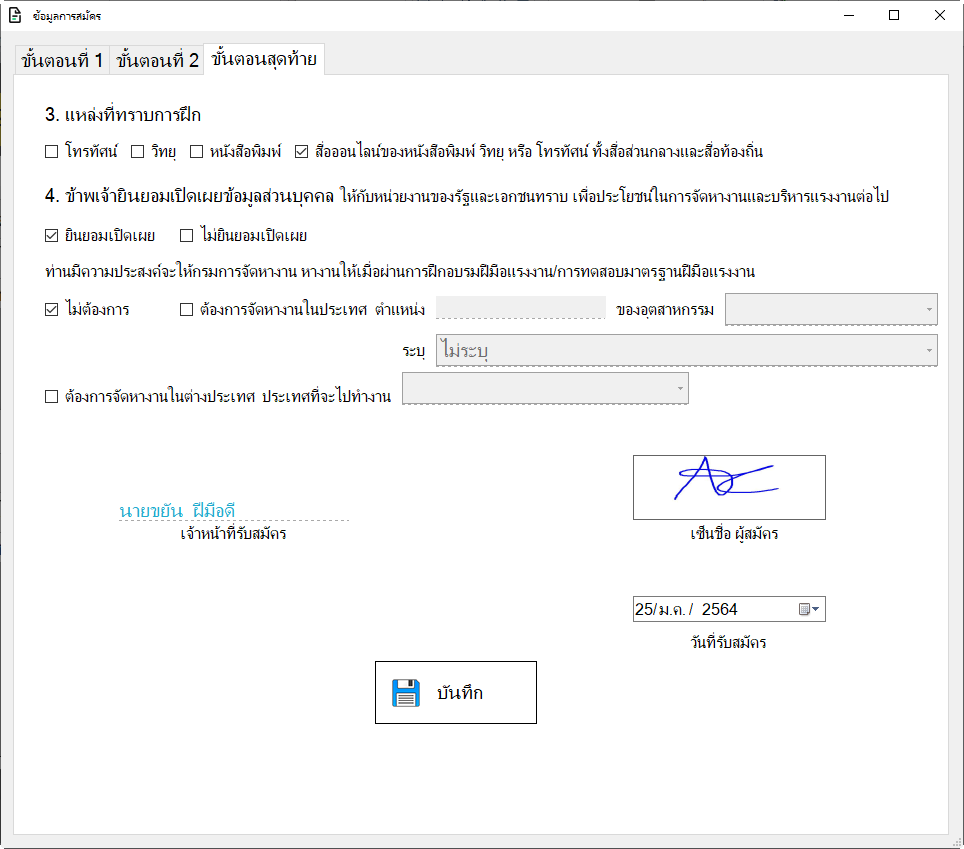 ข้อมูลการสมัคร
ขั้นตอนที่ 1 ขั้นตอนที่ 2 ขั้นตอนสุดท้าย
3. แหล่งที่ทราบการฝึก
โทรทัศน์ วิทยุ หนังสือพิมพ์ สื่อออนไลน์ของหนังสือพิมพ์ วิทยุ หรือ โทรทัศน์ ทั้งสื่อส่วนกลางและสื่อท้องถิ่น
4. ข้าพเจ้ายินยอมเปิดเผยข้อมูลส่วนบุคคล ให้กับหน่วยงานของรัฐและเอกชนทราบ เพื่อประโยชน์ในการจัดหางานและบริหารแรงงานต่อไป
ยินยอมเปิดเผย ไม่ยินยอมเปิดเผย
ท่านมีความประสงค์จะให้กรมการจัดหางาน หางานให้เมื่อผ่านการฝึกอบรมฝีมือแรงงาน/การทดสอบมาตรฐานฝีมือแรงงาน
ไม่ต้องการ ต้องการจัดหางานในประเทศ ตำแหน่ง ของอุตสาหกรรม
ระบุ ไม่ระบุ
ต้องการจัดหางานในต่างประเทศ ประเทศที่จะไปทำงาน
นายขยัน ฝีมือดี
เจ้าหน้าที่รับสมัคร
เซ็นชื่อ ผู้สมัคร
25/ม.ค./ 2564
วันที่รับสมัคร
บันทึก